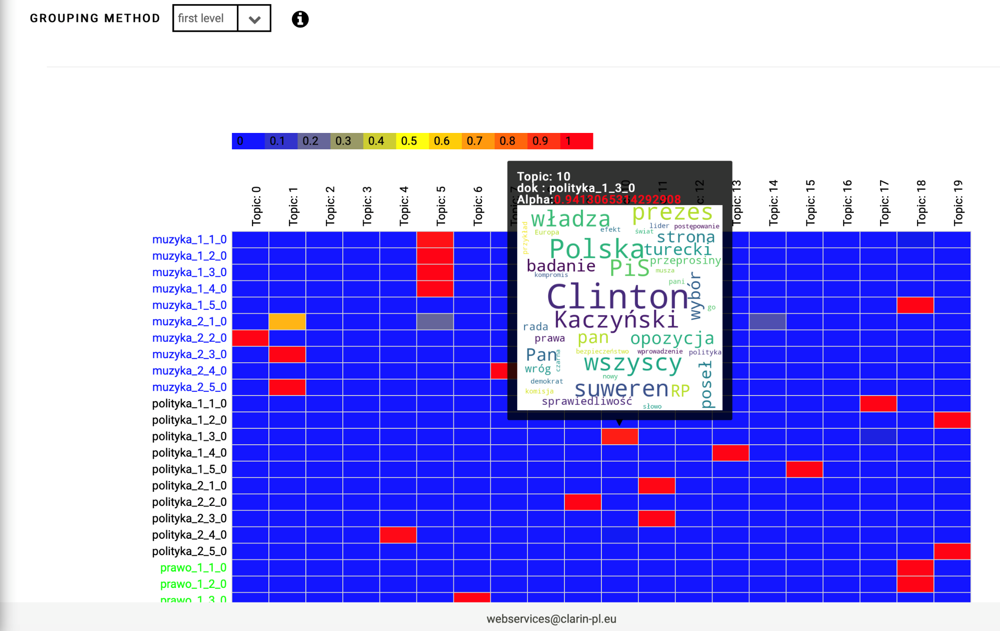 GROUPING METHOD first level
0 0.1 0.2 0.3 0.4 0.5 0.6 0.7 0.8 0.9 1
Topic: 0
Topic: 1
Topic: 2
Topic: 3
Topic: 4
Topic: 5
Topic: 6
Topic: 7
10
11
c: 12
Topic: 13
Topic: 14
Topic: 15
Topic: 16
Topic: 17
Topic: 18
Topic: 19
Topic: 10
dok : polityka_1_3_0
Alpha:0.9418065314292908
władza
prezes
przykład
Europa
efekt
świat
lider
postępowanie
strona
Polska
turecki
badanie
PiS
przeprosiny
kompromis
musza
pani
Clinton
wybór
go
Kaczyński
rada
prawa
pan
opozycja
Pan
czarna
bezpieczeństwo
wprowadzenie
polityka
wróg
wszyscy
nowy
poseł
demokrat
komisja
suweren
RP
sprawiedliwość
słowo
muzyka_1_1_0
muzyka_1_2_0
muzyka_1_3_0
muzyka_1_4_0
muzyka_1_5_0
muzyka_2_1_0
muzyka_2_2_0
muzyka_2_3_0
muzyka_2_4_0
muzyka_2_5_0
polityka_1_1_0
polityka_1_2_0
polityka_1_3_0
polityka_1_4_0
polityka_1_5_0
polityka_2_1_0
polityka_2_2_0
polityka_2_3_0
polityka_2_4_0
polityka_2_5_0
prawo_1_1_0
prawo_1_2_0
prawo_1_3_0
webservices@clarin-pl.eu